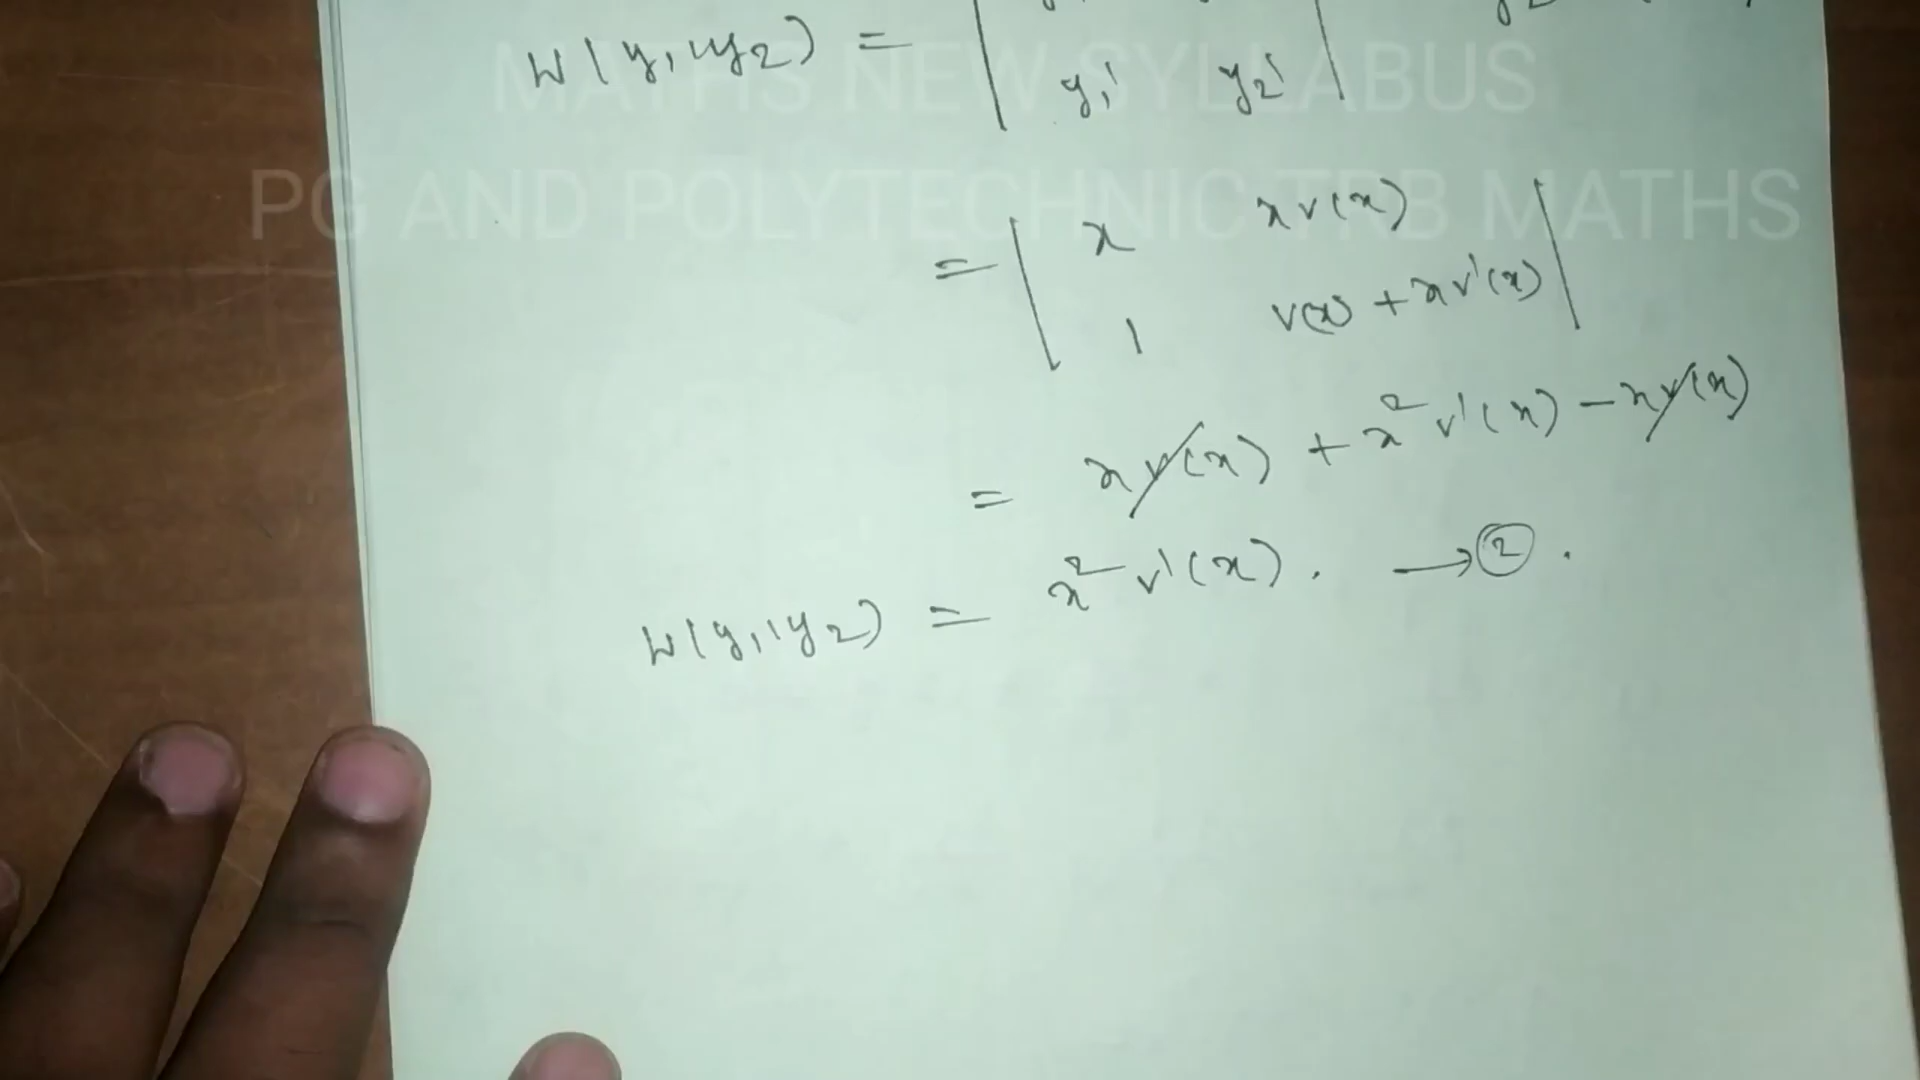 W(y₁, y₂) = | y₁' y₂' |
MATHS NEW SYLLABUS
PG AND POLYTECHNIC TRB MATHS
= | x xv(x) |
| 1 v(x) + xv'(x) |
= xv(x) + x² v'(x) - xv(x)
W(y₁, y₂) = x² v'(x). → ②.